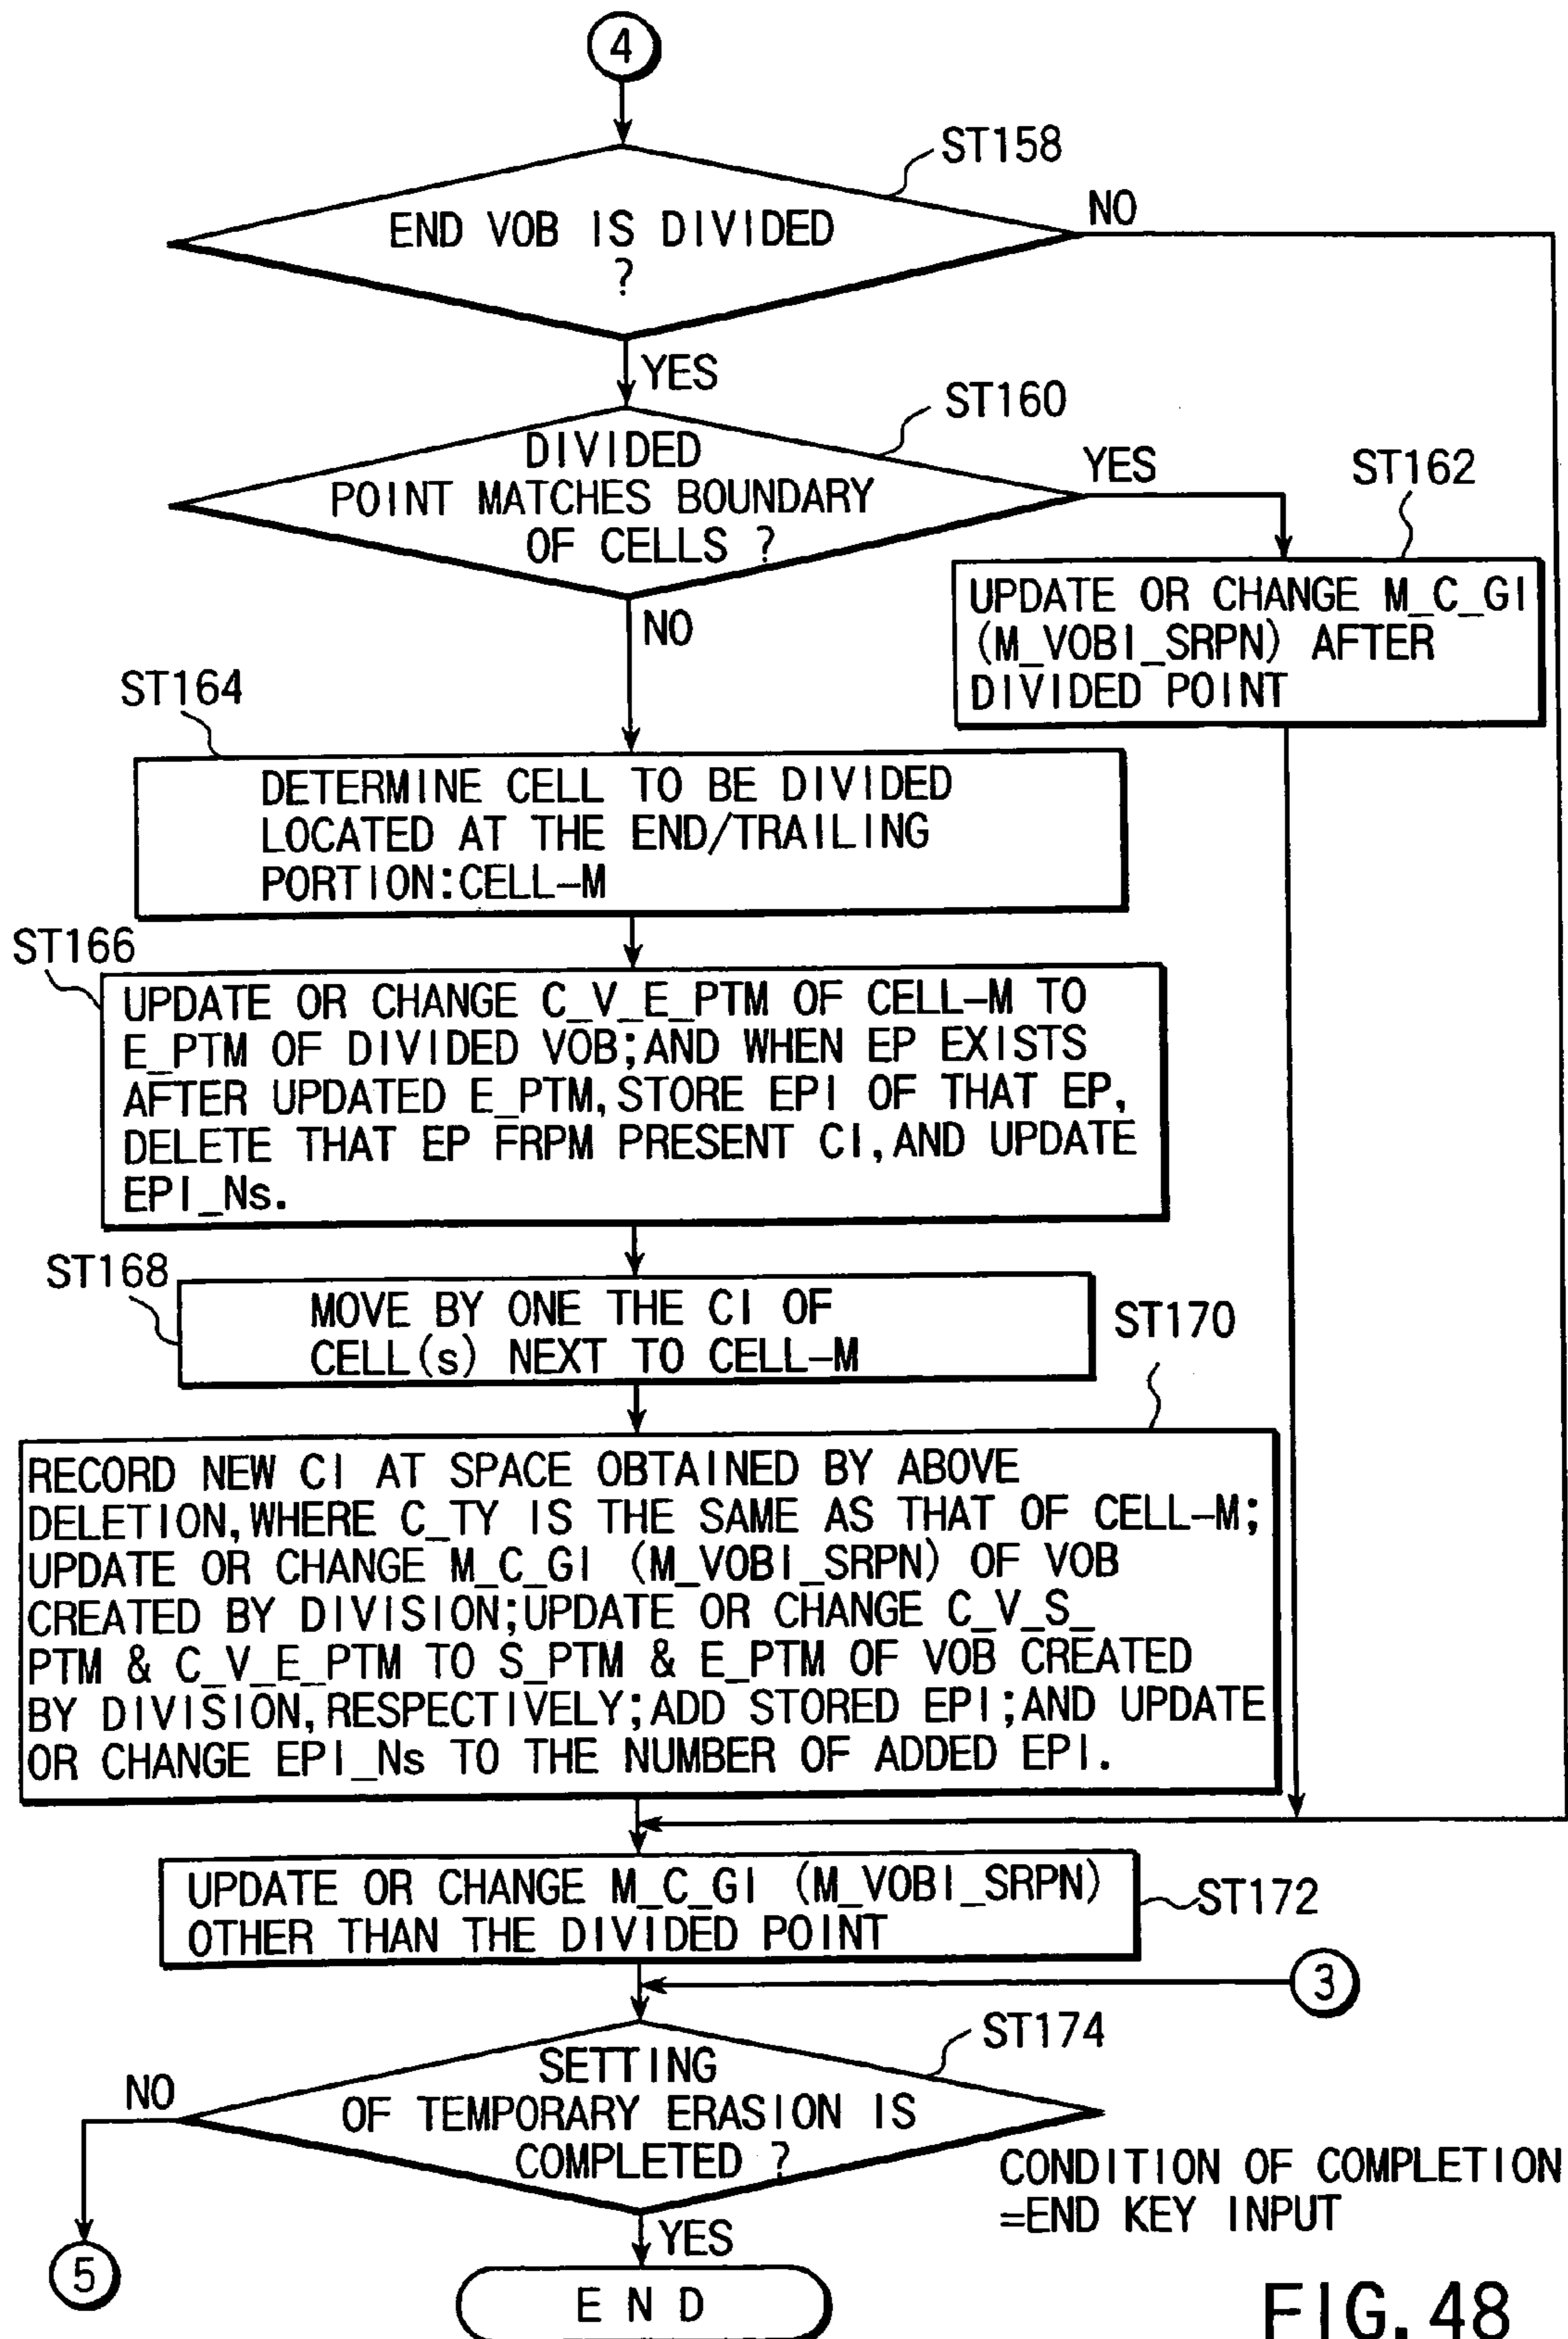 4
ST158
END VOB IS DIVIDED
?
NO
YES
ST160
DIVIDED
POINT MATCHES BOUNDARY
OF CELLS ?
YES
ST162
UPDATE OR CHANGE M_C_GI
(M_VOBI_SRPN) AFTER
DIVIDED POINT
NO
ST164
DETERMINE CELL TO BE DIVIDED
LOCATED AT THE END/TRAILING
PORTION:CELL-M
ST166
UPDATE OR CHANGE C_V_E_PTM OF CELL-M TO
E_PTM OF DIVIDED VOB;AND WHEN EP EXISTS
AFTER UPDATED E_PTM,STORE EPI OF THAT EP,
DELETE THAT EP FRPM PRESENT CI,AND UPDATE
EPI_Ns.
ST168
MOVE BY ONE THE CI OF
CELL(s) NEXT TO CELL-M
ST170
RECORD NEW CI AT SPACE OBTAINED BY ABOVE
DELETION,WHERE C_TY IS THE SAME AS THAT OF CELL-M;
UPDATE OR CHANGE M_C_GI (M_VOBI_SRPN) OF VOB
CREATED BY DIVISION;UPDATE OR CHANGE C_V_S_
PTM & C_V_E_PTM TO S_PTM & E_PTM OF VOB CREATED
BY DIVISION,RESPECTIVELY;ADD STORED EPI;AND UPDATE
OR CHANGE EPI_Ns TO THE NUMBER OF ADDED EPI.
UPDATE OR CHANGE M_C_GI (M_VOBI_SRPN)
OTHER THAN THE DIVIDED POINT
ST172
3
ST174
SETTING
OF TEMPORARY ERASION IS
COMPLETED ?
NO
CONDITION OF COMPLETION
=END KEY INPUT
YES
5
END
FIG. 48